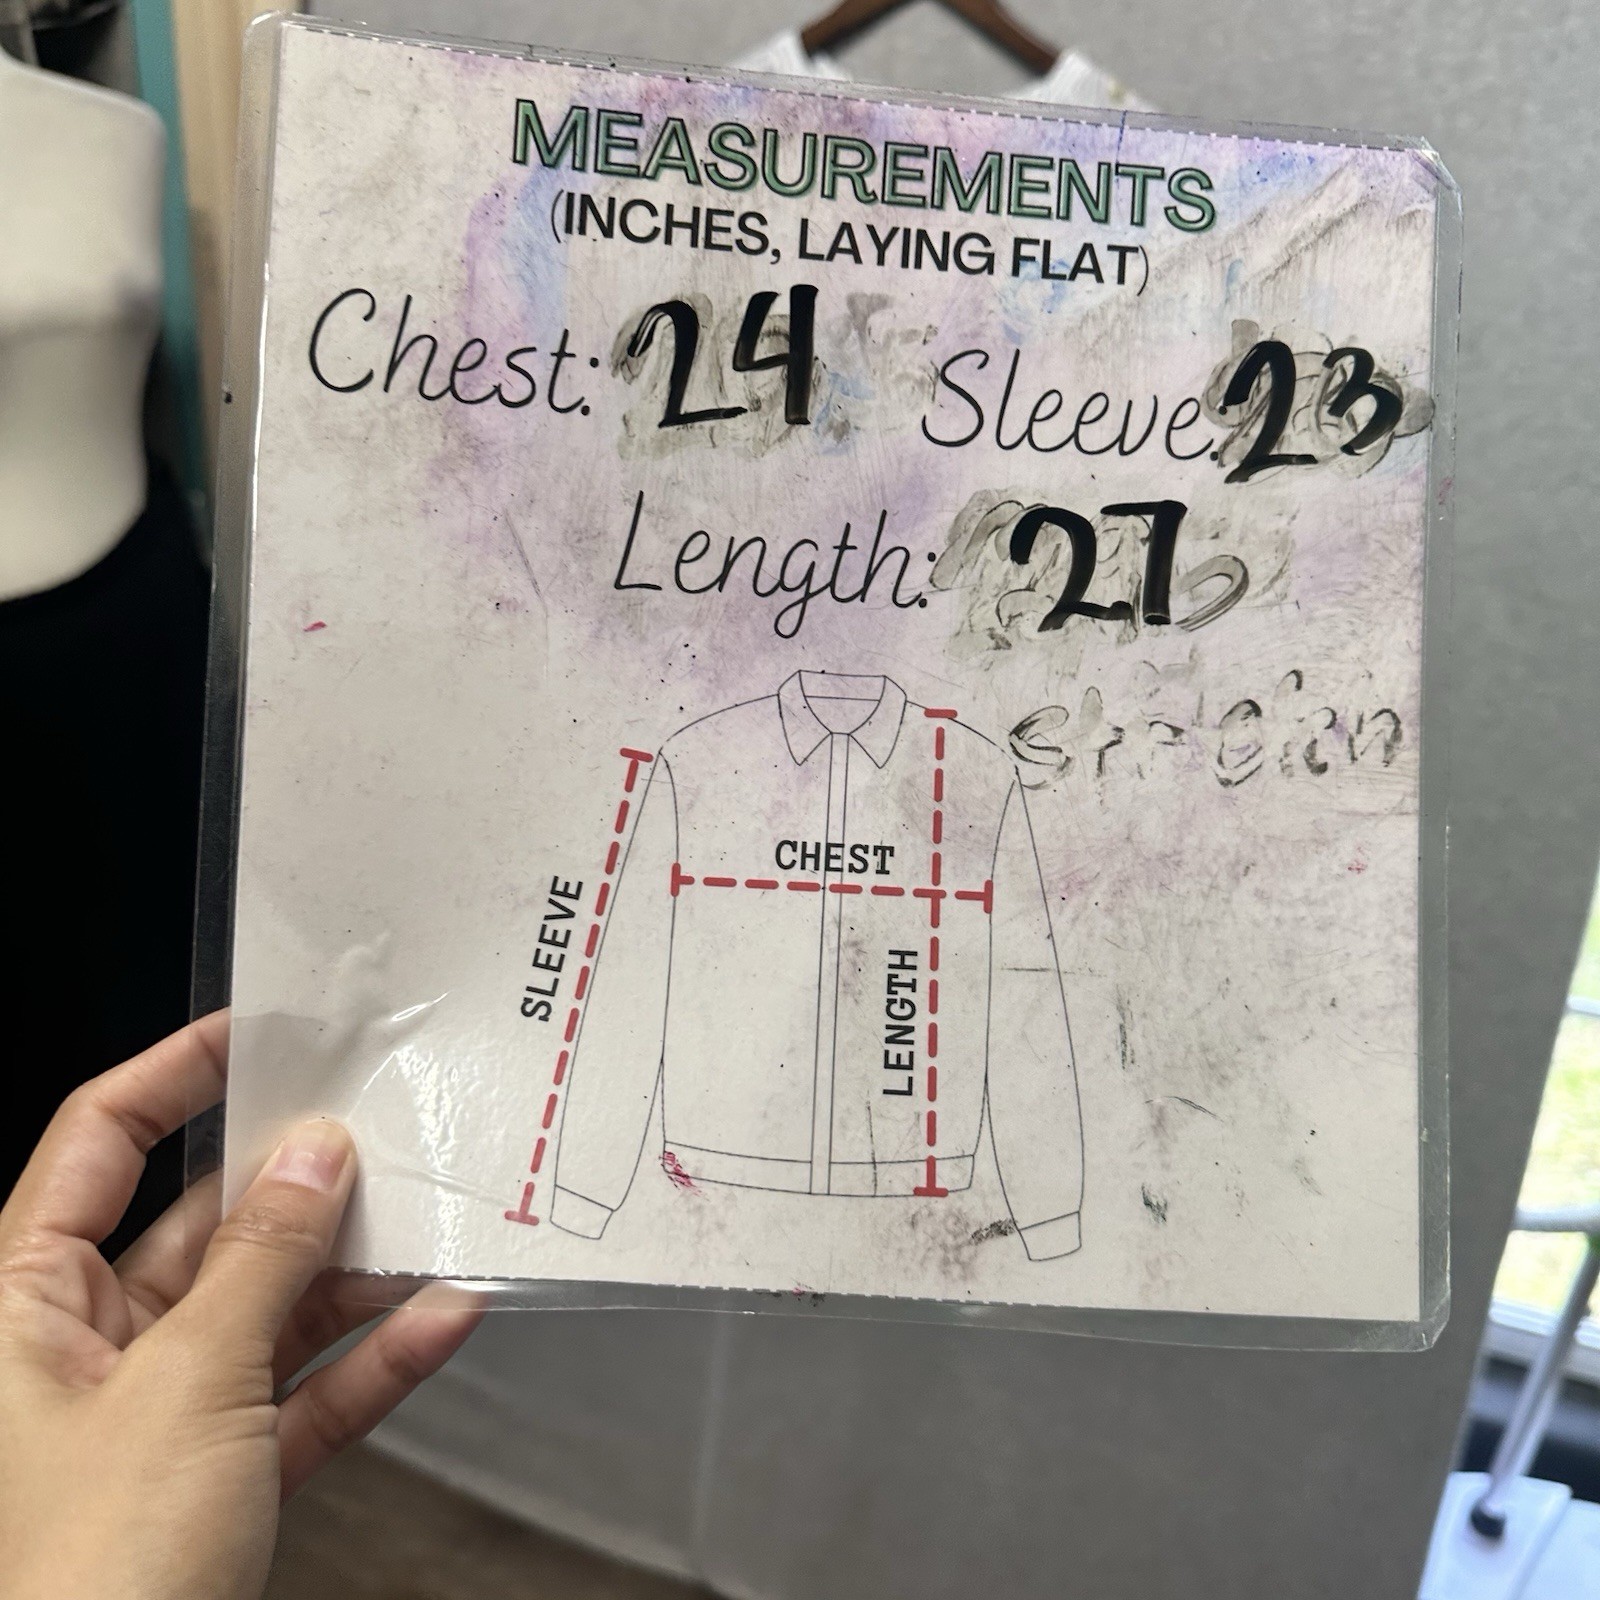 MEASUREMENTS
(INCHES, LAYING FLAT)
Chest: 24 Sleeve: 23
Length: 27
CHEST
SLEEVE
LENGTH